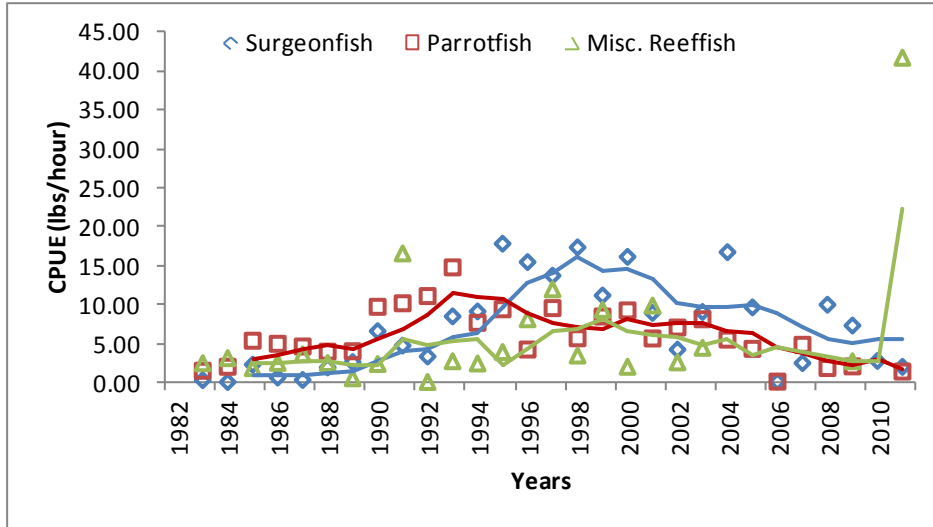 Surgeonfish Parrotfish Misc. Reeffish
45.00
40.00
35.00
30.00
25.00
20.00
15.00
10.00
5.00
0.00
CPUE (lbs/hour)
1982 1984 1986 1988 1990 1992 1994 1996 1998 2000 2002 2004 2006 2008 2010
Years